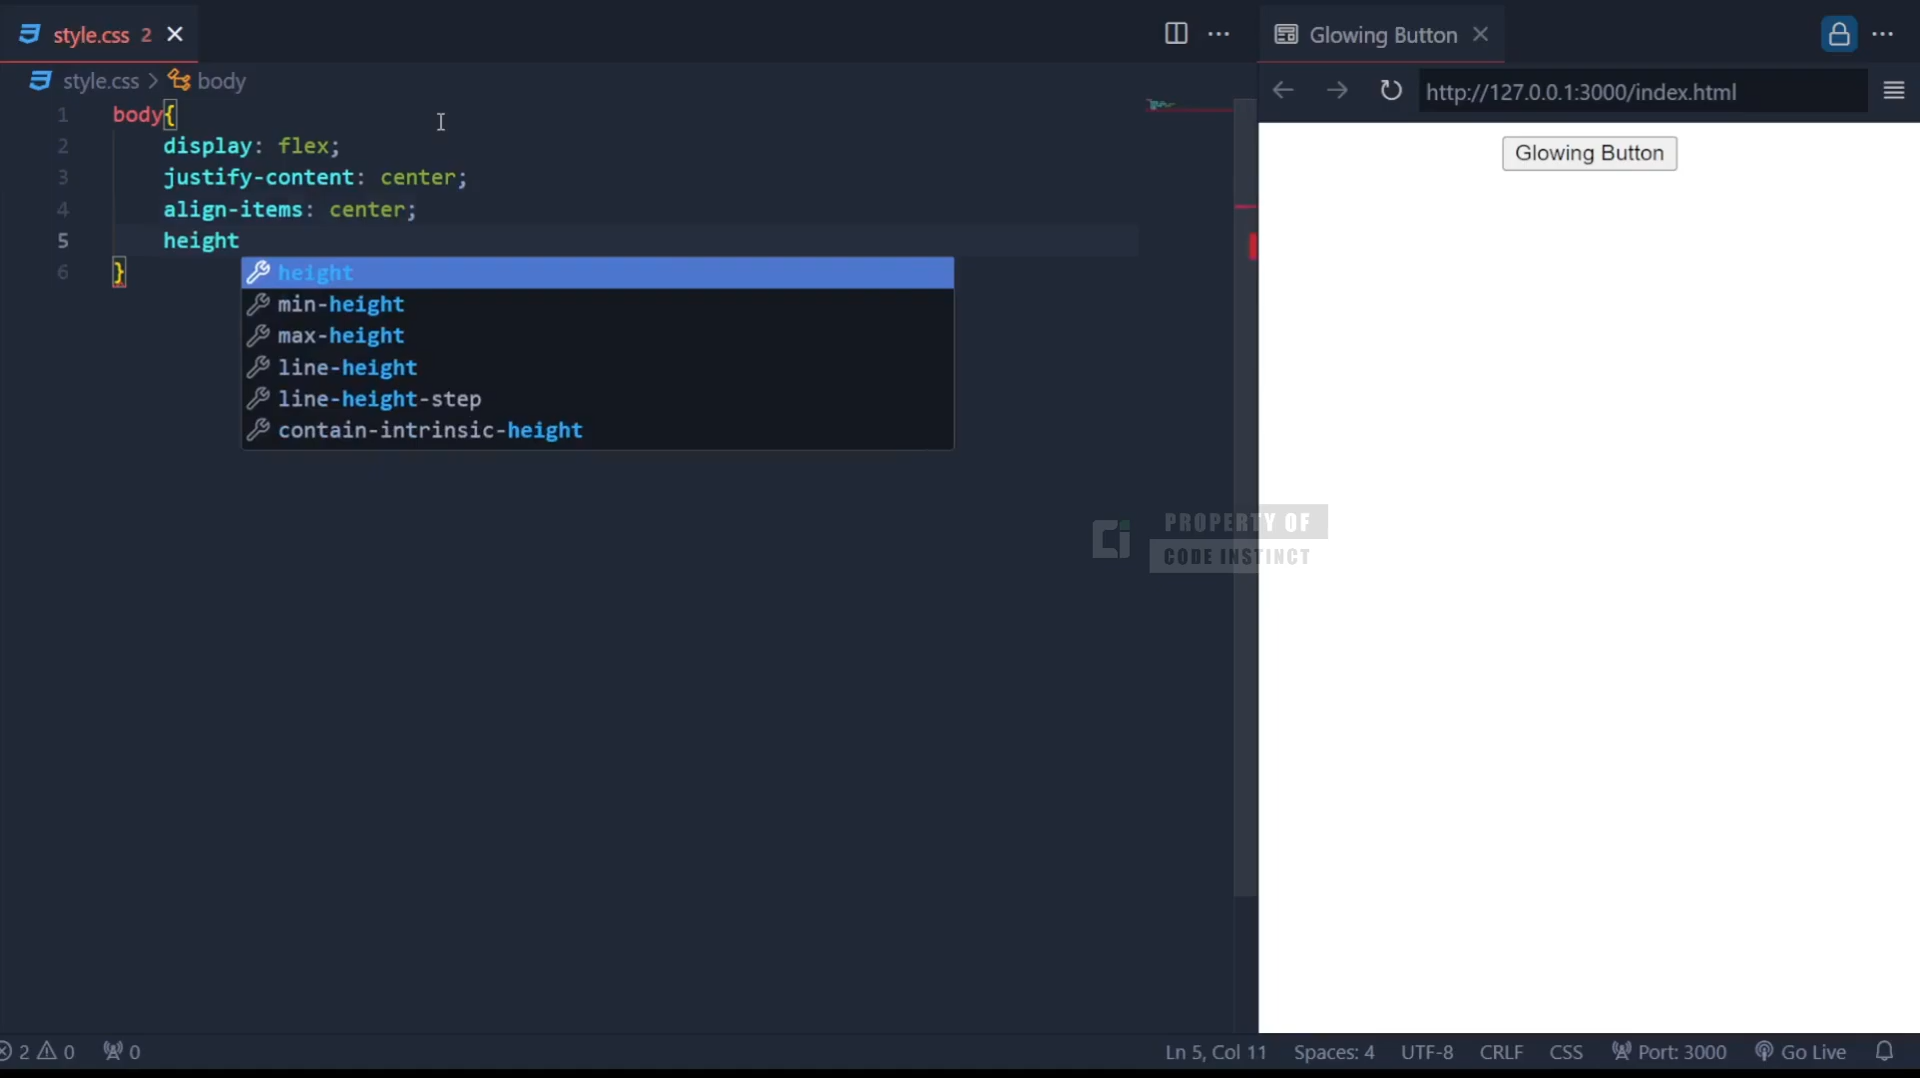 style.css 2
Glowing Button
style.css > body
http://127.0.0.1:3000/index.html
1 body{
2 display: flex;
3 justify-content: center;
4 align-items: center;
5 height
6 }
height
min-height
max-height
line-height
line-height-step
contain-intrinsic-height
Glowing Button
PROPERTY OF
CODE INSTINCT
2 0 0
Ln 5, Col 11 Spaces: 4 UTF-8 CRLF CSS Port: 3000 Go Live